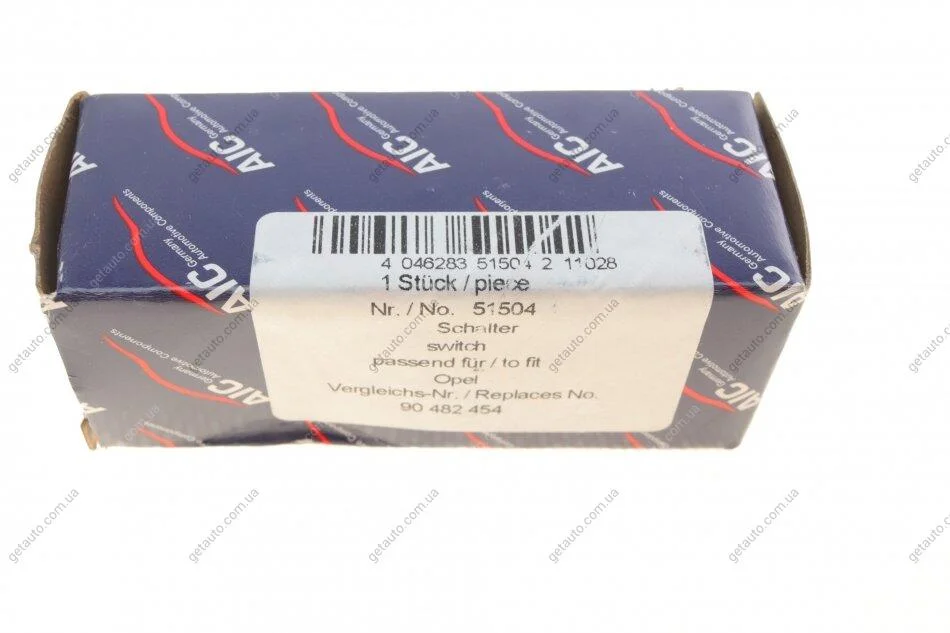 AIC Germany
Automotive Components
4 046283 51504 2 11028
1 Stück / piece
Nr. / No. 51504
Schalter
switch
passend für / to fit
Opel
Vergleichs-Nr. / Replaces No.
90 482 454
getauto.com.ua